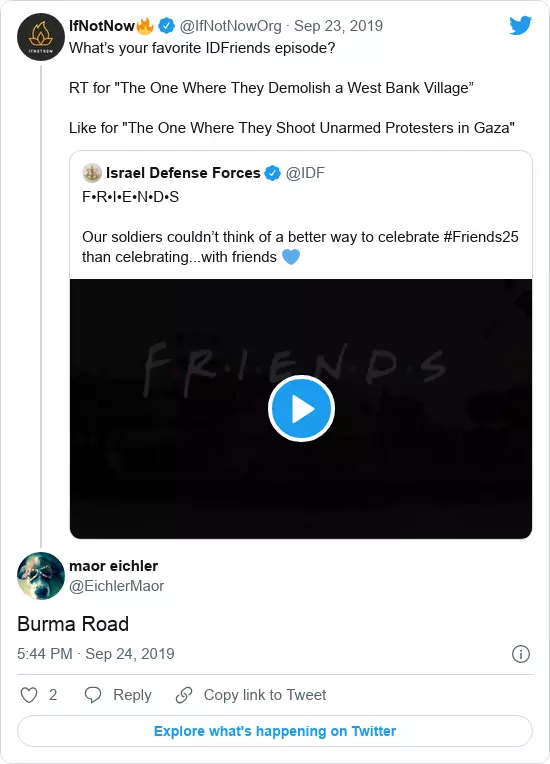 IfNotNow🔥 @IfNotNowOrg · Sep 23, 2019
What's your favorite IDFriends episode?
RT for "The One Where They Demolish a West Bank Village”
Like for "The One Where They Shoot Unarmed Protesters in Gaza"
Israel Defense Forces @IDF
F•R•I•E•N•D•S
Our soldiers couldn’t think of a better way to celebrate #Friends25
than celebrating...with friends 💙
F·R·I·E·N·D·S
IFNOTNOW
maor eichler
@EichlerMaor
Burma Road
5:44 PM · Sep 24, 2019
2 Reply Copy link to Tweet
Explore what's happening on Twitter